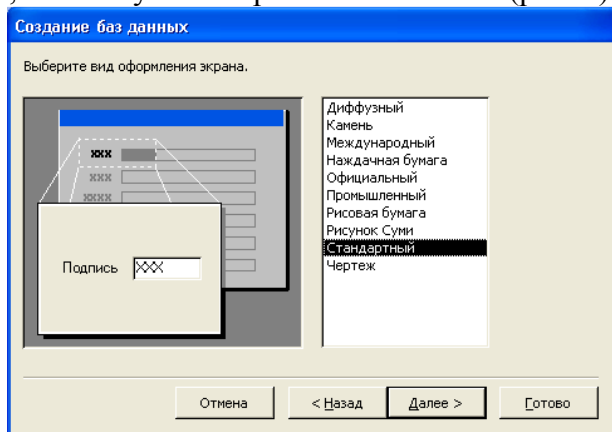 Создание баз данных
Выберите вид оформления экрана.
xxx
xxx
xxxx
Подпись XXX
Диффузный
Камень
Международный
Наждачная бумага
Официальный
Промышленный
Рисовая бумага
Рисунок Суми
Стандартный
Чертеж
Отмена < Назад Далее > Готово